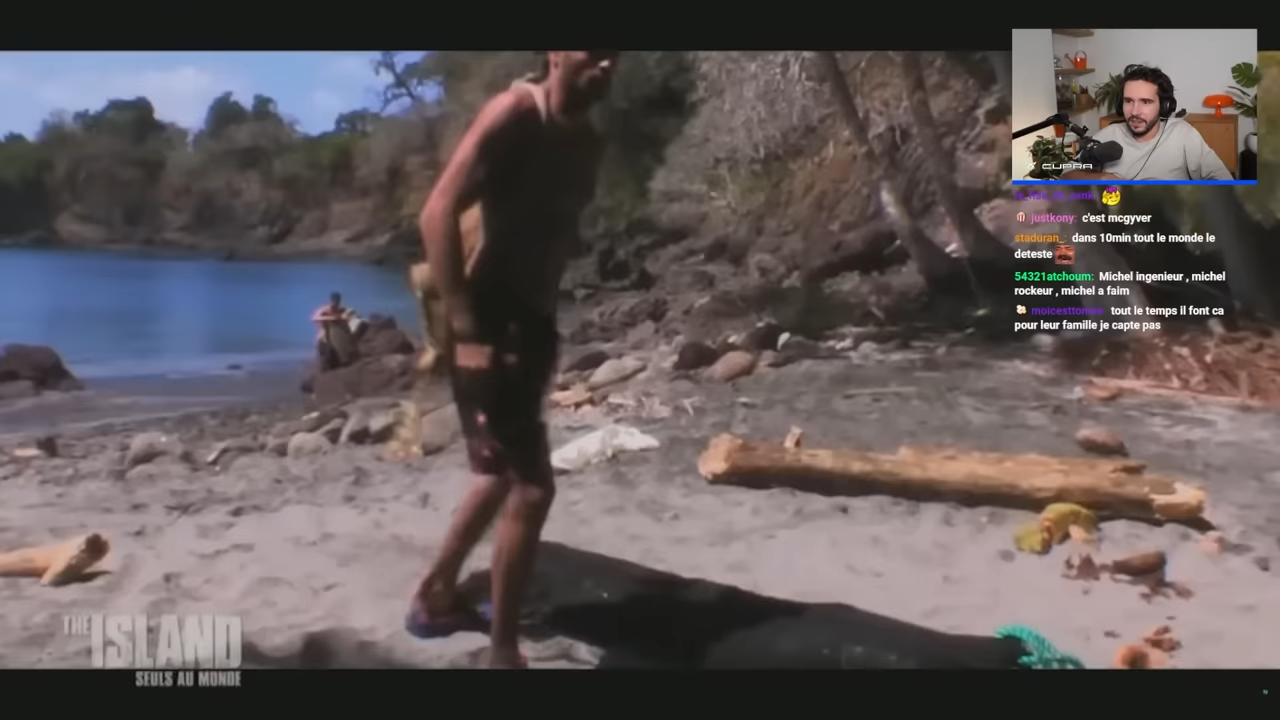 CUPRA
justkony: c'est mcgyver
staduran_: dans 10min tout le monde le
deteste
54321atchoum: Michel ingenieur , michel
rockeur , michel a faim
tout le temps il font ca
pour leur famille je capte pas
THE
ISLAND
SEULS AU MONDE